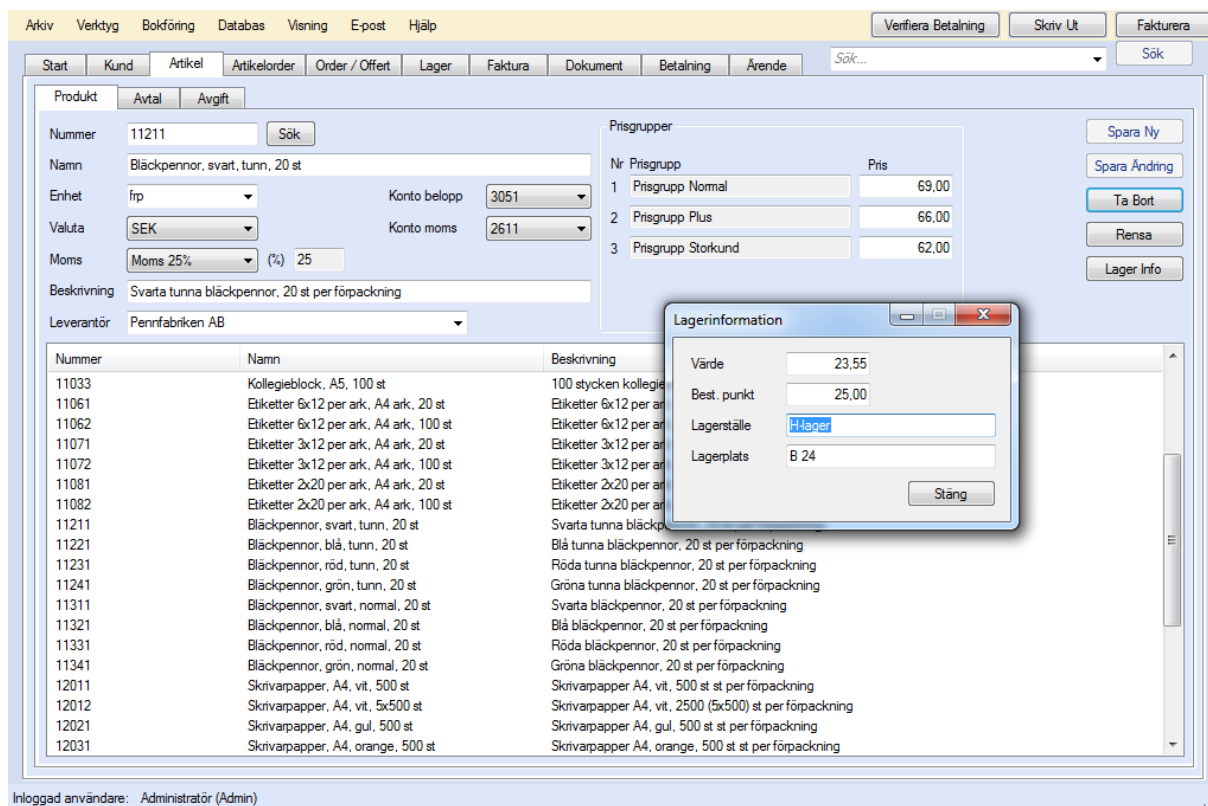 Arkiv Verktyg Bokföring Databas Visning E-post Hjälp Verifiera Betalning Skriv Ut Fakturera
Start Kund Artikel Artikelorder Order / Offert Lager Faktura Dokument Betalning Ärende Sök... Sök
Produkt Avtal Avgift
Nummer 11211 Sök Prisgrupper Spara Ny
Namn Bläckpennor, svart, tunn, 20 st Nr Prisgrupp Pris Spara Ändring
Enhet frp Konto belopp 3051 1 Prisgrupp Normal 69,00 Ta Bort
Valuta SEK Konto moms 2611 2 Prisgrupp Plus 66,00 Rensa
Moms Moms 25% (%) 25 3 Prisgrupp Storkund 62,00 Lager Info
Beskrivning Svarta tunna bläckpennor, 20 st per förpackning
Leverantör Pennfabriken AB
Lagerinformation
Värde 23,55
Best. punkt 25,00
Lagerställe H-lager
Lagerplats B 24
Stäng
Nummer Namn Beskrivning
11033 Kollegieblock, A5, 100 st 100 stycken
11061 Etiketter 6x12 per ark, A4 ark, 20 st Etiketter 6x12 per
11062 Etiketter 6x12 per ark, A4 ark, 100 st Etiketter 6x12 per
11071 Etiketter 3x12 per ark, A4 ark, 20 st Etiketter 3x12 per
11072 Etiketter 3x12 per ark, A4 ark, 100 st Etiketter 3x12 per
11081 Etiketter 2x20 per ark, A4 ark, 20 st Etiketter 2x20 per
11082 Etiketter 2x20 per ark, A4 ark, 100 st Etiketter 2x20 per
11211 Bläckpennor, svart, tunn, 20 st Svarta tunna
11221 Bläckpennor, blå, tunn, 20 st Blå tunna bläckpennor, 20 st per förpackning
11231 Bläckpennor, röd, tunn, 20 st Röda tunna bläckpennor, 20 st per förpackning
11241 Bläckpennor, grön, tunn, 20 st Gröna tunna bläckpennor, 20 st per förpackning
11311 Bläckpennor, svart, normal, 20 st Svarta bläckpennor, 20 st per förpackning
11321 Bläckpennor, blå, normal, 20 st Blå bläckpennor, 20 st per förpackning
11331 Bläckpennor, röd, normal, 20 st Röda bläckpennor, 20 st per förpackning
11341 Bläckpennor, grön, normal, 20 st Gröna bläckpennor, 20 st per förpackning
12011 Skrivarpapper, A4, vit, 500 st Skrivarpapper A4, vit, 500 st st per förpackning
12012 Skrivarpapper, A4, vit, 5x500 st Skrivarpapper A4, vit, 2500 (5x500) st per förpackning
12021 Skrivarpapper, A4, gul, 500 st Skrivarpapper A4, gul, 500 st st per förpackning
12031 Skrivarpapper, A4, orange, 500 st Skrivarpapper A4, orange, 500 st st per förpackning
Inloggad användare: Administratör (Admin)